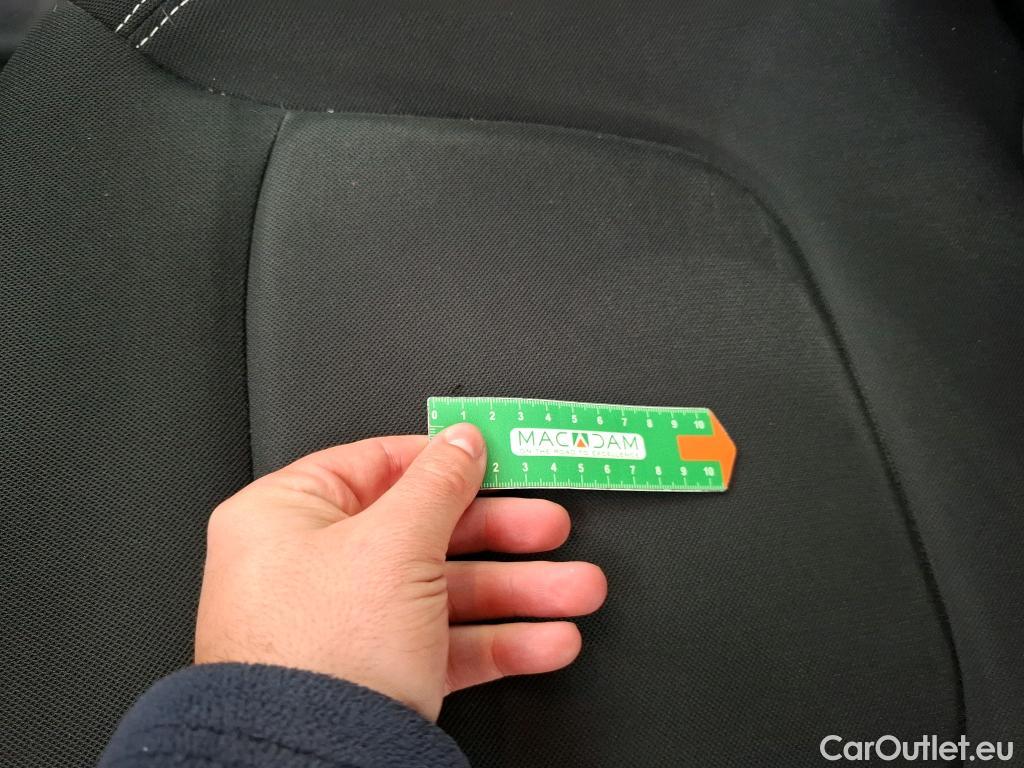 0 1 2 3 4 5 6 7 8 9 10
MACADAM
ON THE ROAD TO EXCELLENCE
2 3 4 5 6 7 8 9 10
CarOutlet.eu